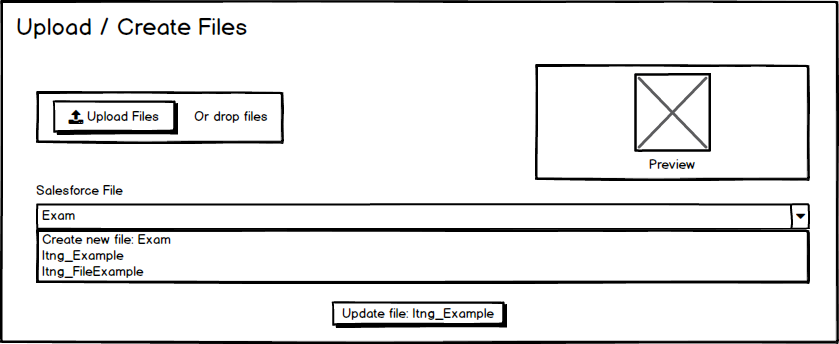 Upload / Create Files
Upload Files
Or drop files
Preview
Salesforce File
Exam
Create new file: Exam
ltng_Example
ltng_FileExample
Update file: ltng_Example